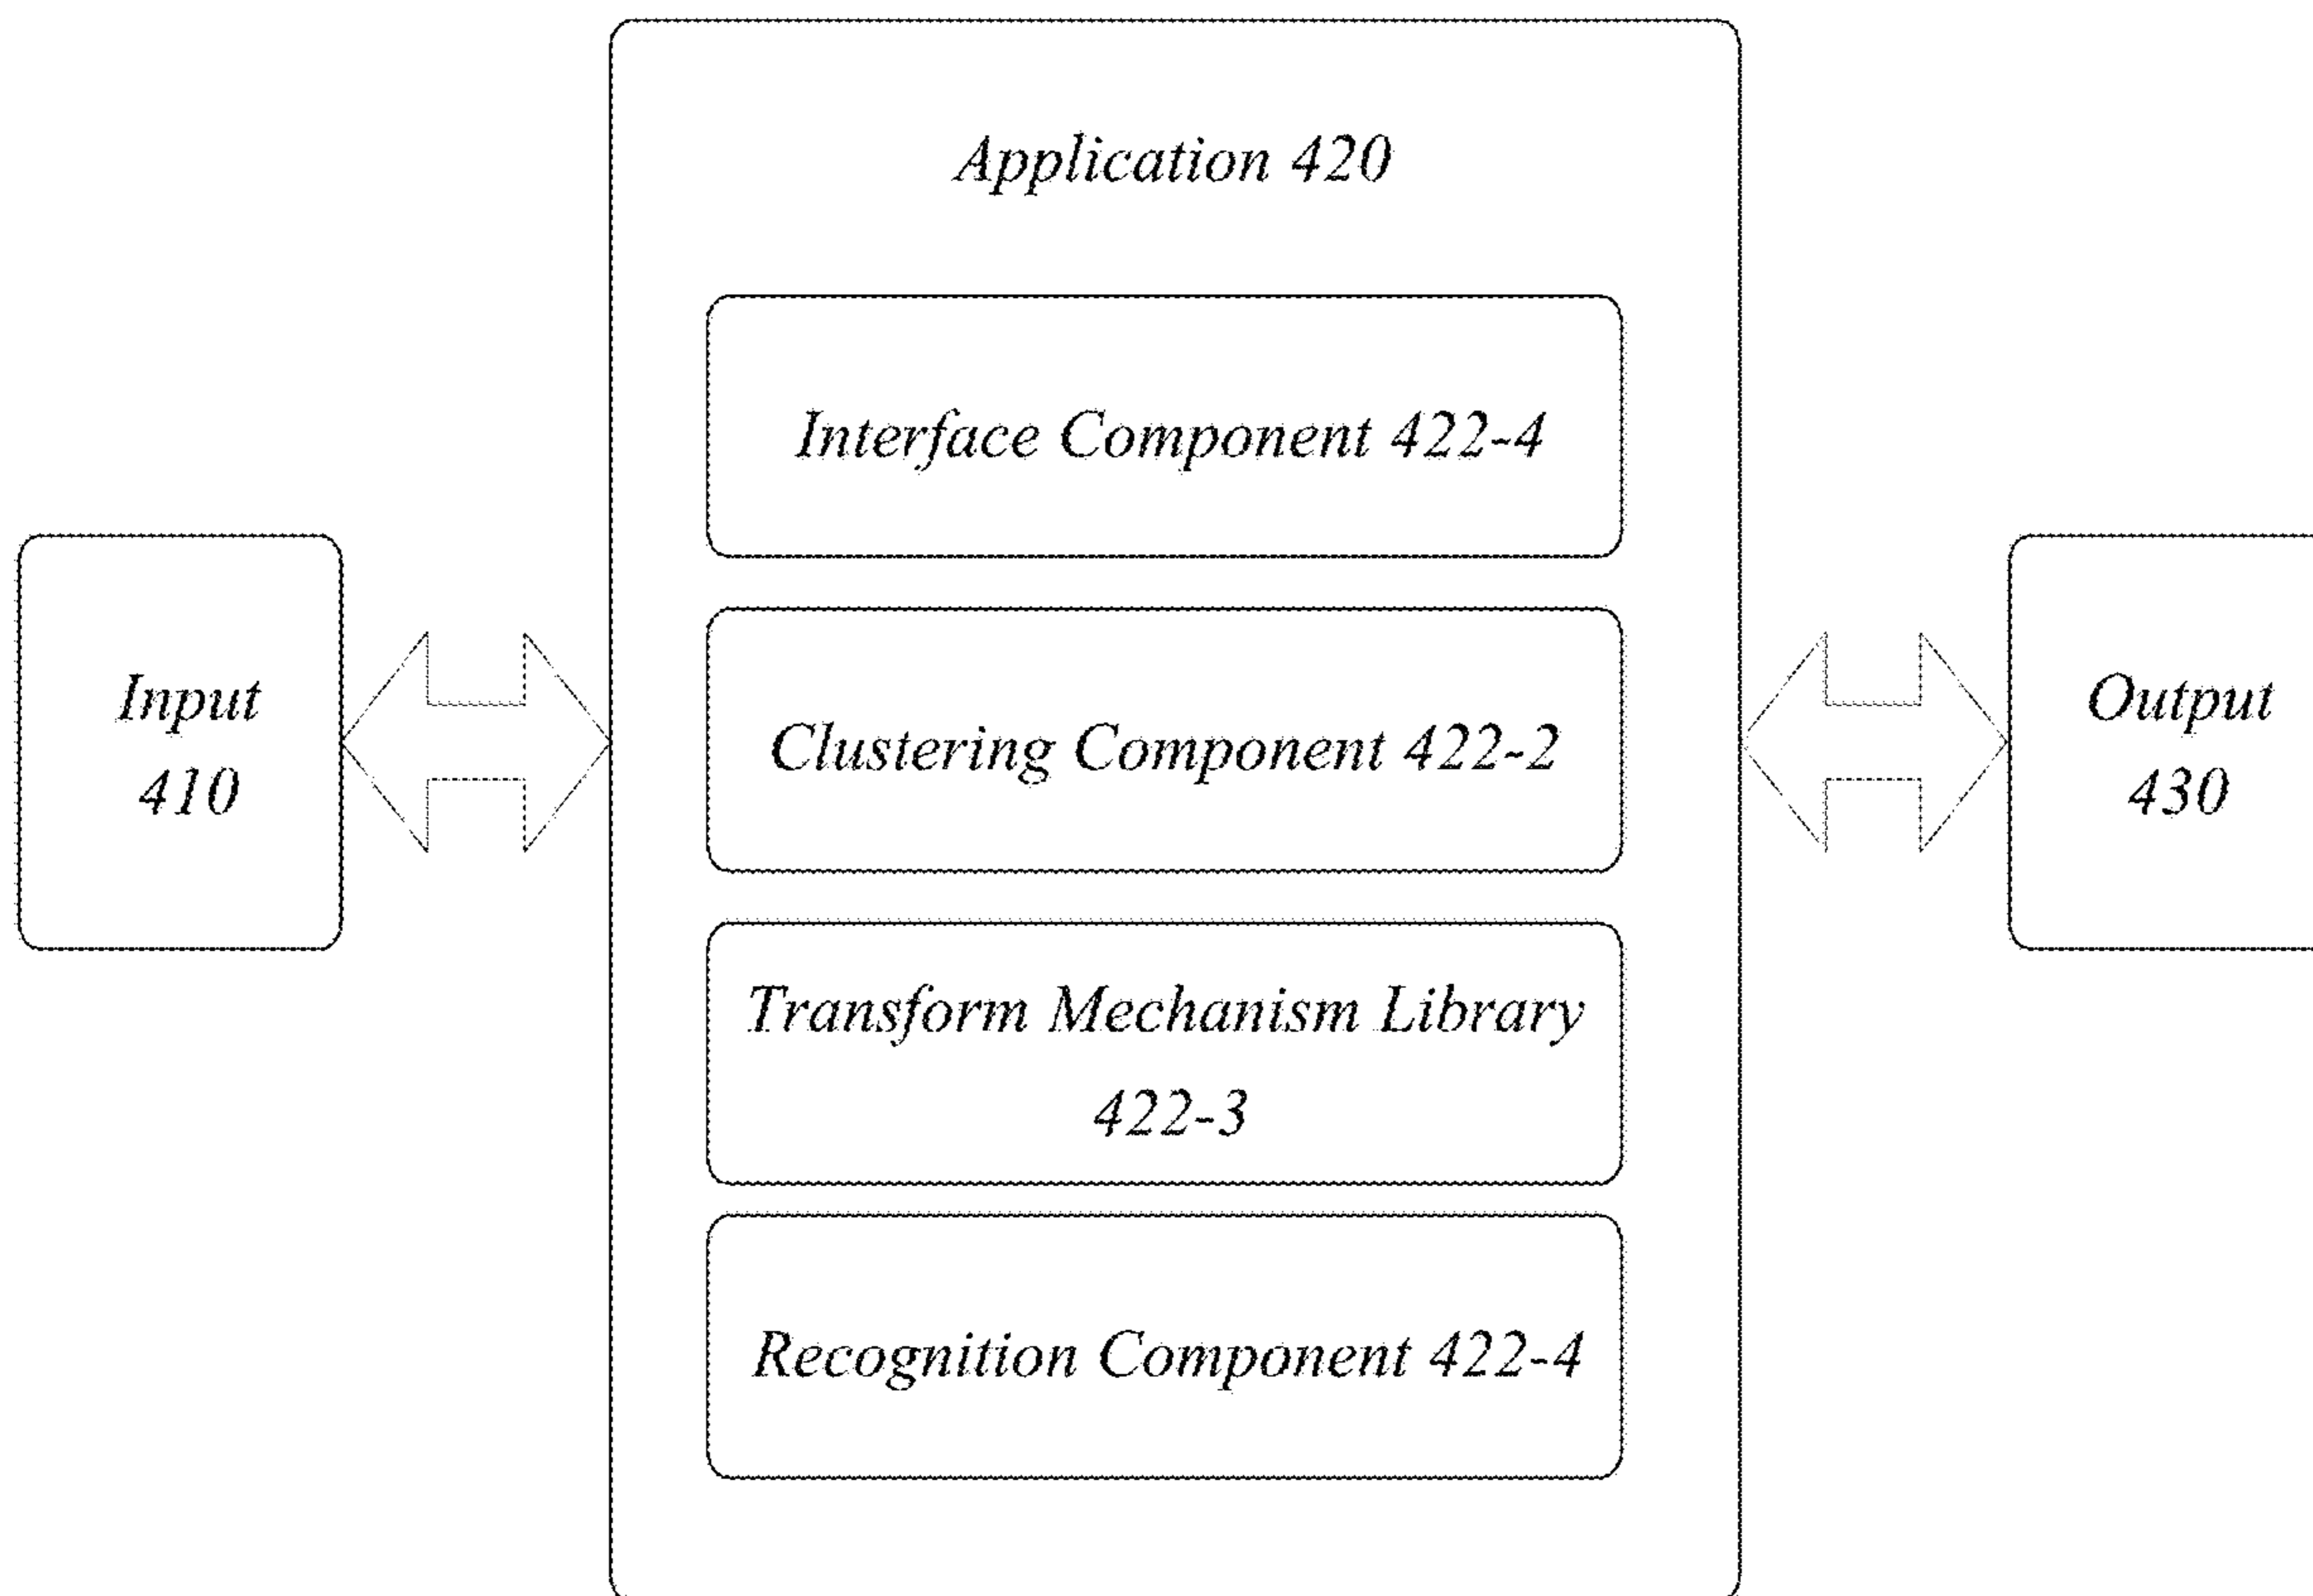 Application 420
Interface Component 422-4
Input
410
Clustering Component 422-2
Output
430
Transform Mechanism Library
422-3
Recognition Component 422-4